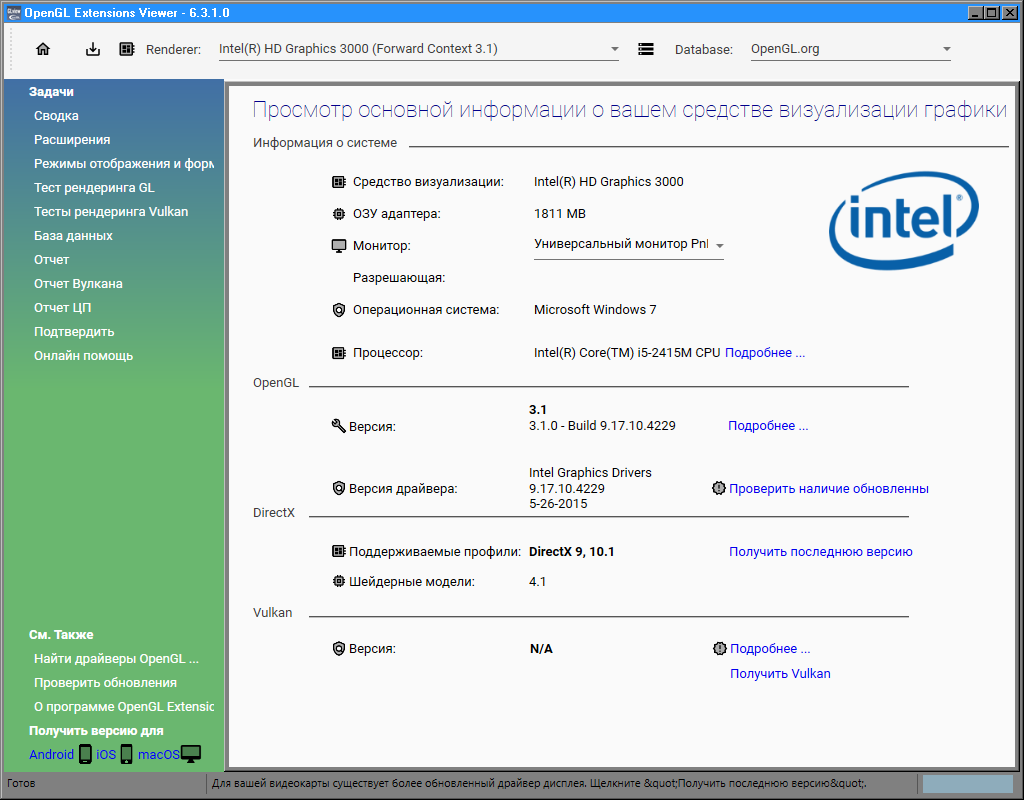 OpenGL Extensions Viewer - 6.3.1.0
Renderer: Intel(R) HD Graphics 3000 (Forward Context 3.1) Database: OpenGL.org
Задачи
Сводка
Расширения
Режимы отображения и форм
Тест рендеринга GL
Тесты рендеринга Vulkan
База данных
Отчет
Отчет Вулкана
Отчет ЦП
Подтвердить
Онлайн помощь
См. Также
Найти драйверы OpenGL ...
Проверить обновления
О программе OpenGL Extensic
Получить версию для
Android iOS macOS
Просмотр основной информации о вашем средстве визуализации графики
Информация о системе
Средство визуализации: Intel(R) HD Graphics 3000
ОЗУ адаптера: 1811 MB
Монитор: Универсальный монитор PnI
Разрешающая:
Операционная система: Microsoft Windows 7
Процессор: Intel(R) Core(TM) i5-2415M CPU Подробнее ...
intel®
OpenGL
3.1
Версия: 3.1.0 - Build 9.17.10.4229 Подробнее ...
Intel Graphics Drivers
Версия драйвера: 9.17.10.4229 Проверить наличие обновленны
5-26-2015
DirectX
Поддерживаемые профили: DirectX 9, 10.1 Получить последнюю версию
Шейдерные модели: 4.1
Vulkan
Версия: N/A Подробнее ...
Получить Vulkan
Готов Для вашей видеокарты существует более обновленный драйвер дисплея. Щелкните &quot;Получить последнюю версию&quot;.